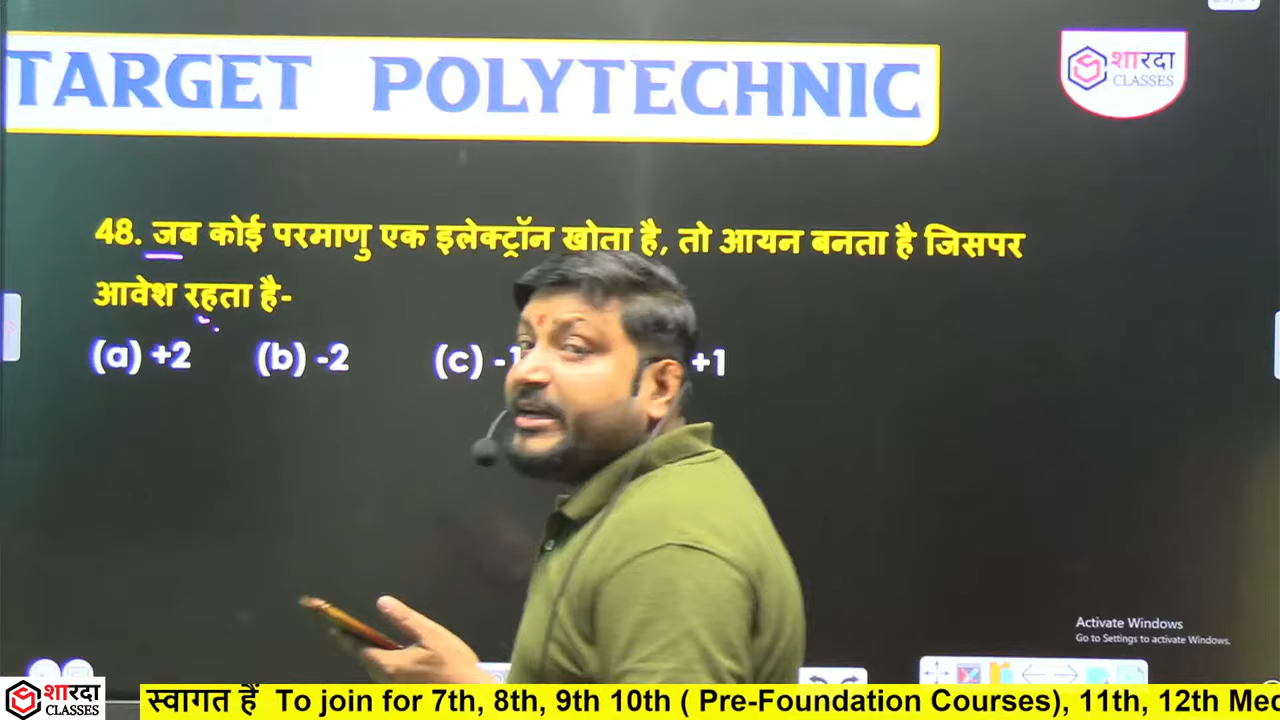 TARGET POLYTECHNIC
शारदा
CLASSES
48. जब कोई परमाणु एक इलेक्ट्रॉन खोता है, तो आयन बनता है जिसपर
आवेश रहता है-
(a) +2 (b) -2 (c) -1 +1
Activate Windows
Go to Settings to activate Windows.
शारदा
CLASSES
स्वागत हैं To join for 7th, 8th, 9th 10th ( Pre-Foundation Courses), 11th, 12th Med